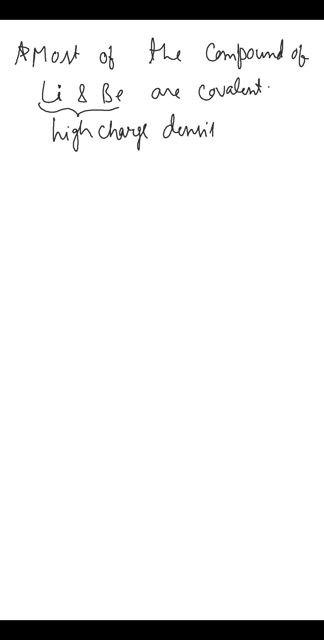 * Most of the compound of
Li & Be are covalent.
high charge densit